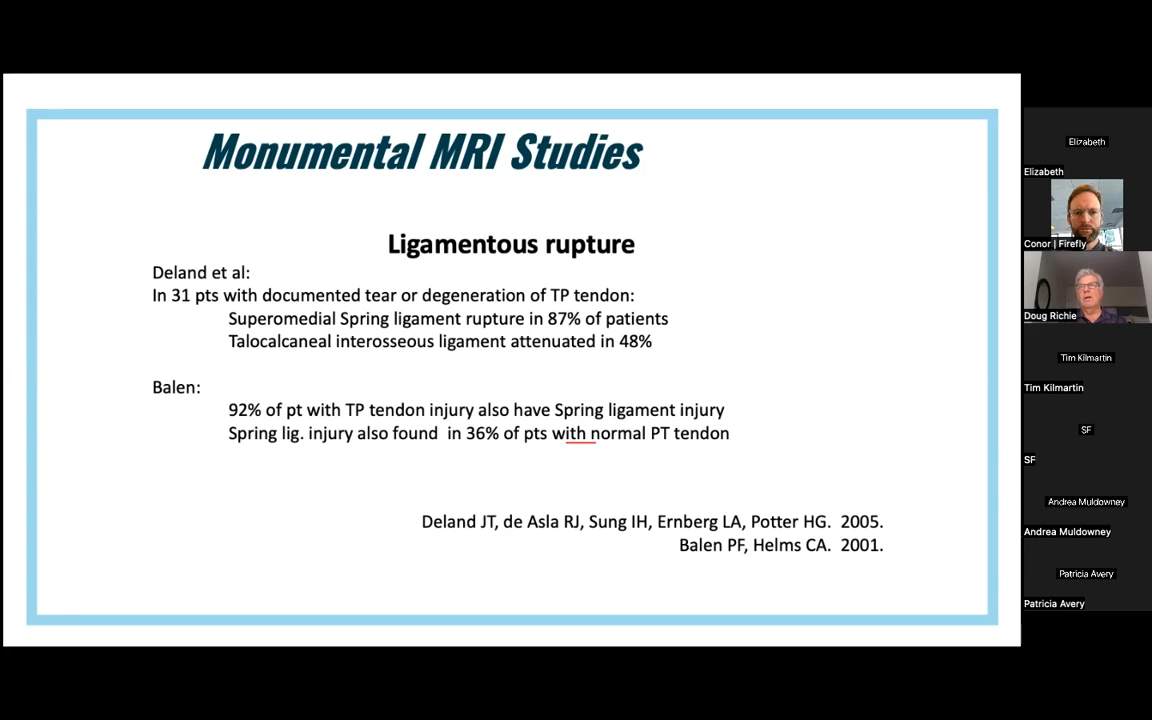 Monumental MRI Studies
Ligamentous rupture
Deland et al:
In 31 pts with documented tear or degeneration of TP tendon:
Superomedial Spring ligament rupture in 87% of patients
Talocalcaneal interosseous ligament attenuated in 48%
Balen:
92% of pt with TP tendon injury also have Spring ligament injury
Spring lig. injury also found  in 36% of pts with normal PT tendon
Deland JT, de Asla RJ, Sung IH, Ernberg LA, Potter HG.  2005.
Balen PF, Helms CA.  2001.
Elizabeth
Elizabeth
Conor | Firefly
Doug Richie
Tim Kilmartin
Tim Kilmartin
SF
SF
Andrea Muldowney
Andrea Muldowney
Patricia Avery
Patricia Avery